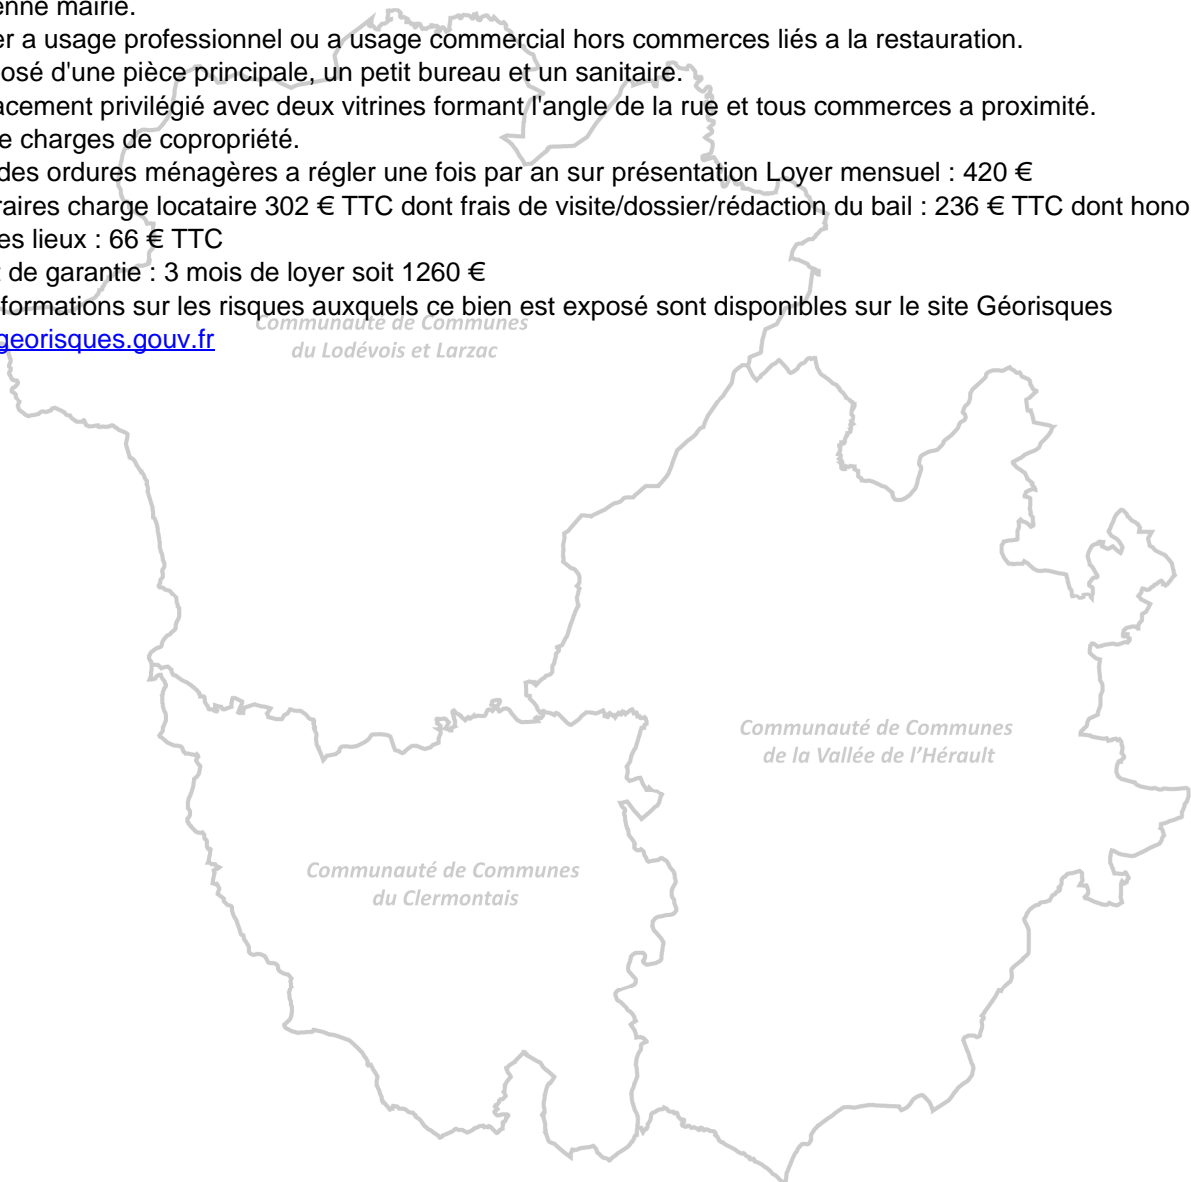 enne mairie.
er a usage professionnel ou a usage commercial hors commerces liés a la restauration.
osé d'une pièce principale, un petit bureau et un sanitaire.
acement privilégié avec deux vitrines formant l'angle de la rue et tous commerces a proximité.
e charges de copropriété.
des ordures ménagères a régler une fois par an sur présentation Loyer mensuel : 420 €
raires charge locataire 302 € TTC dont frais de visite/dossier/rédaction du bail : 236 € TTC dont hono
es lieux : 66 € TTC
t de garantie : 3 mois de loyer soit 1260 €
formations sur les risques auxquels ce bien est exposé sont disponibles sur le site Géorisques
georisques.gouv.fr
Communauté de Communes
du Lodévois et Larzac
Communauté de Communes
de la Vallée de l'Hérault
Communauté de Communes
du Clermontais